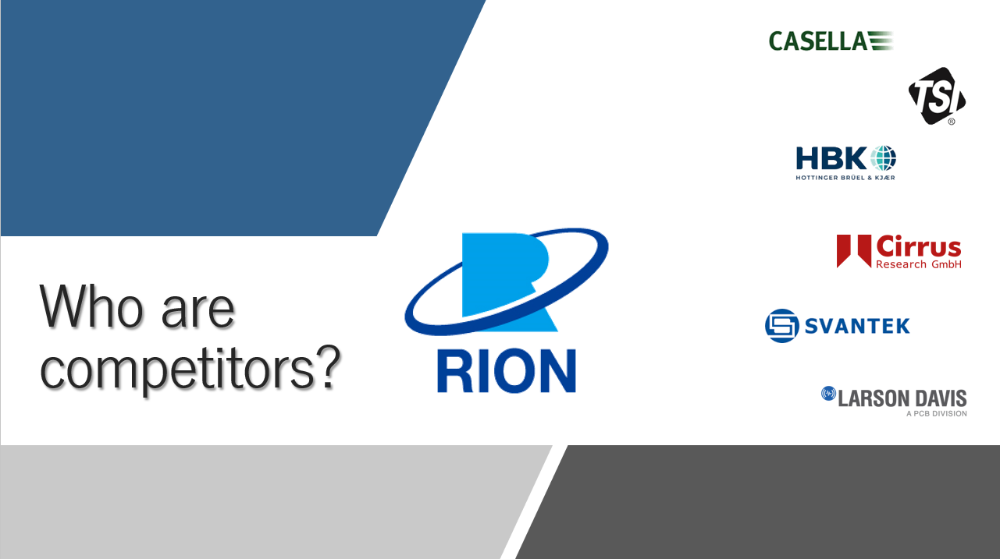 CASELLA
TSI
®
HBK
HOTTINGER BRÜEL & KJÆR
Cirrus
Research GmbH
SVANTEK
Who are
competitors?
R
RION
LARSON DAVIS
A PCB DIVISION